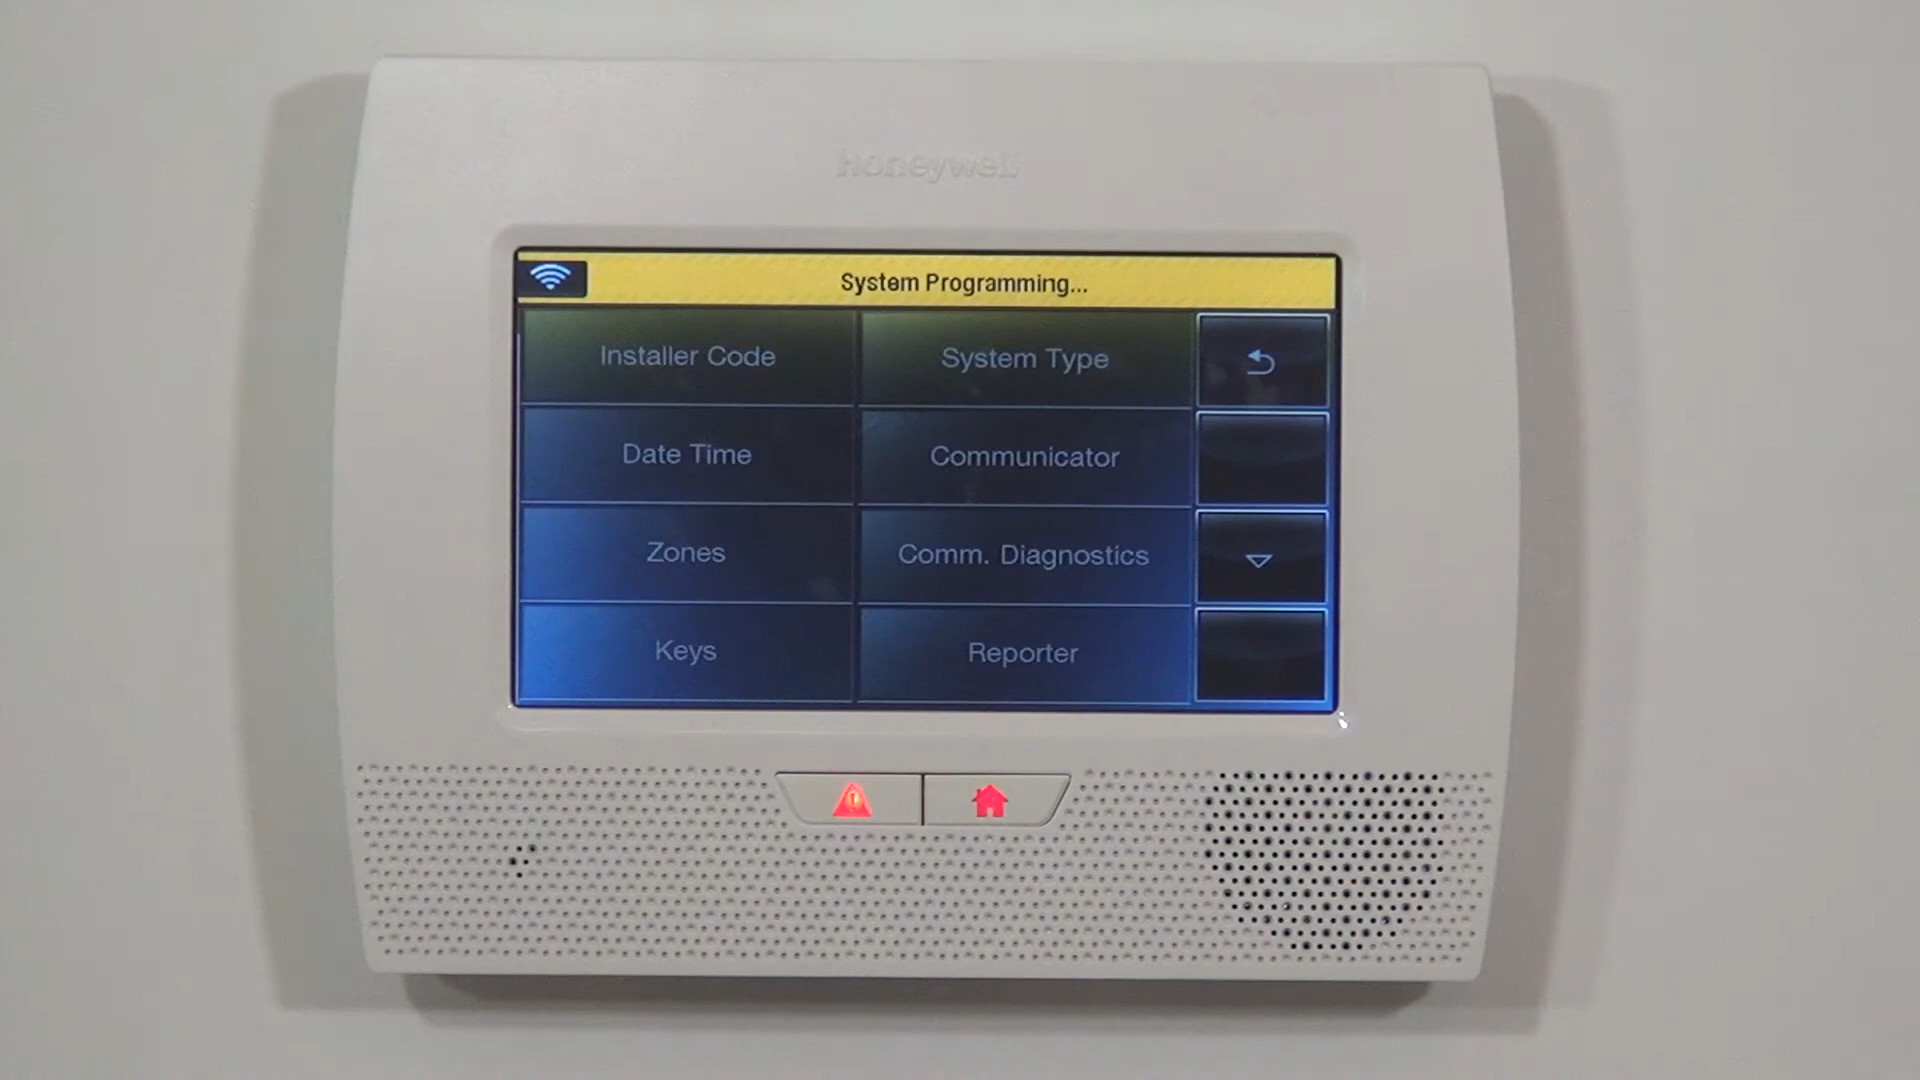 Honeywell
System Programming...
Installer Code
System Type
Date Time
Communicator
Zones
Comm. Diagnostics
Keys
Reporter